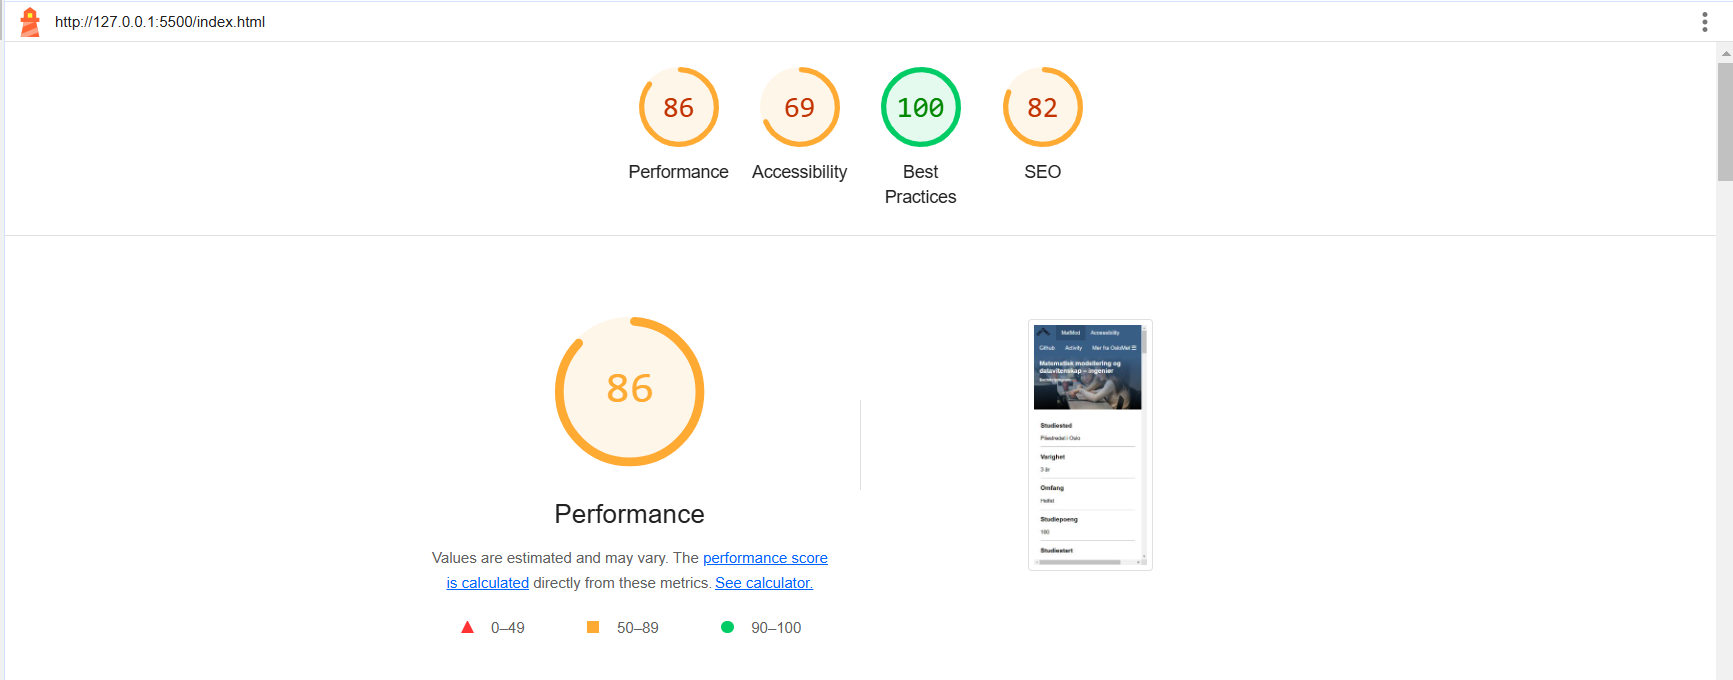 http://127.0.0.1:5500/index.html
86
69
100
82
Performance
Accessibility
Best
Practices
SEO
86
Performance
Values are estimated and may vary. The performance score
is calculated directly from these metrics. See calculator.
0–49
50–89
90–100
MatMod Accessibility
Github Activity Mer fra OsloMet
Matematisk modellering og
datavitenskap – ingeniør
Studiested
Pilestredet i Oslo
Varighet
3 år
Omfang
Heltid
Studiepoeng
180
Studiestart